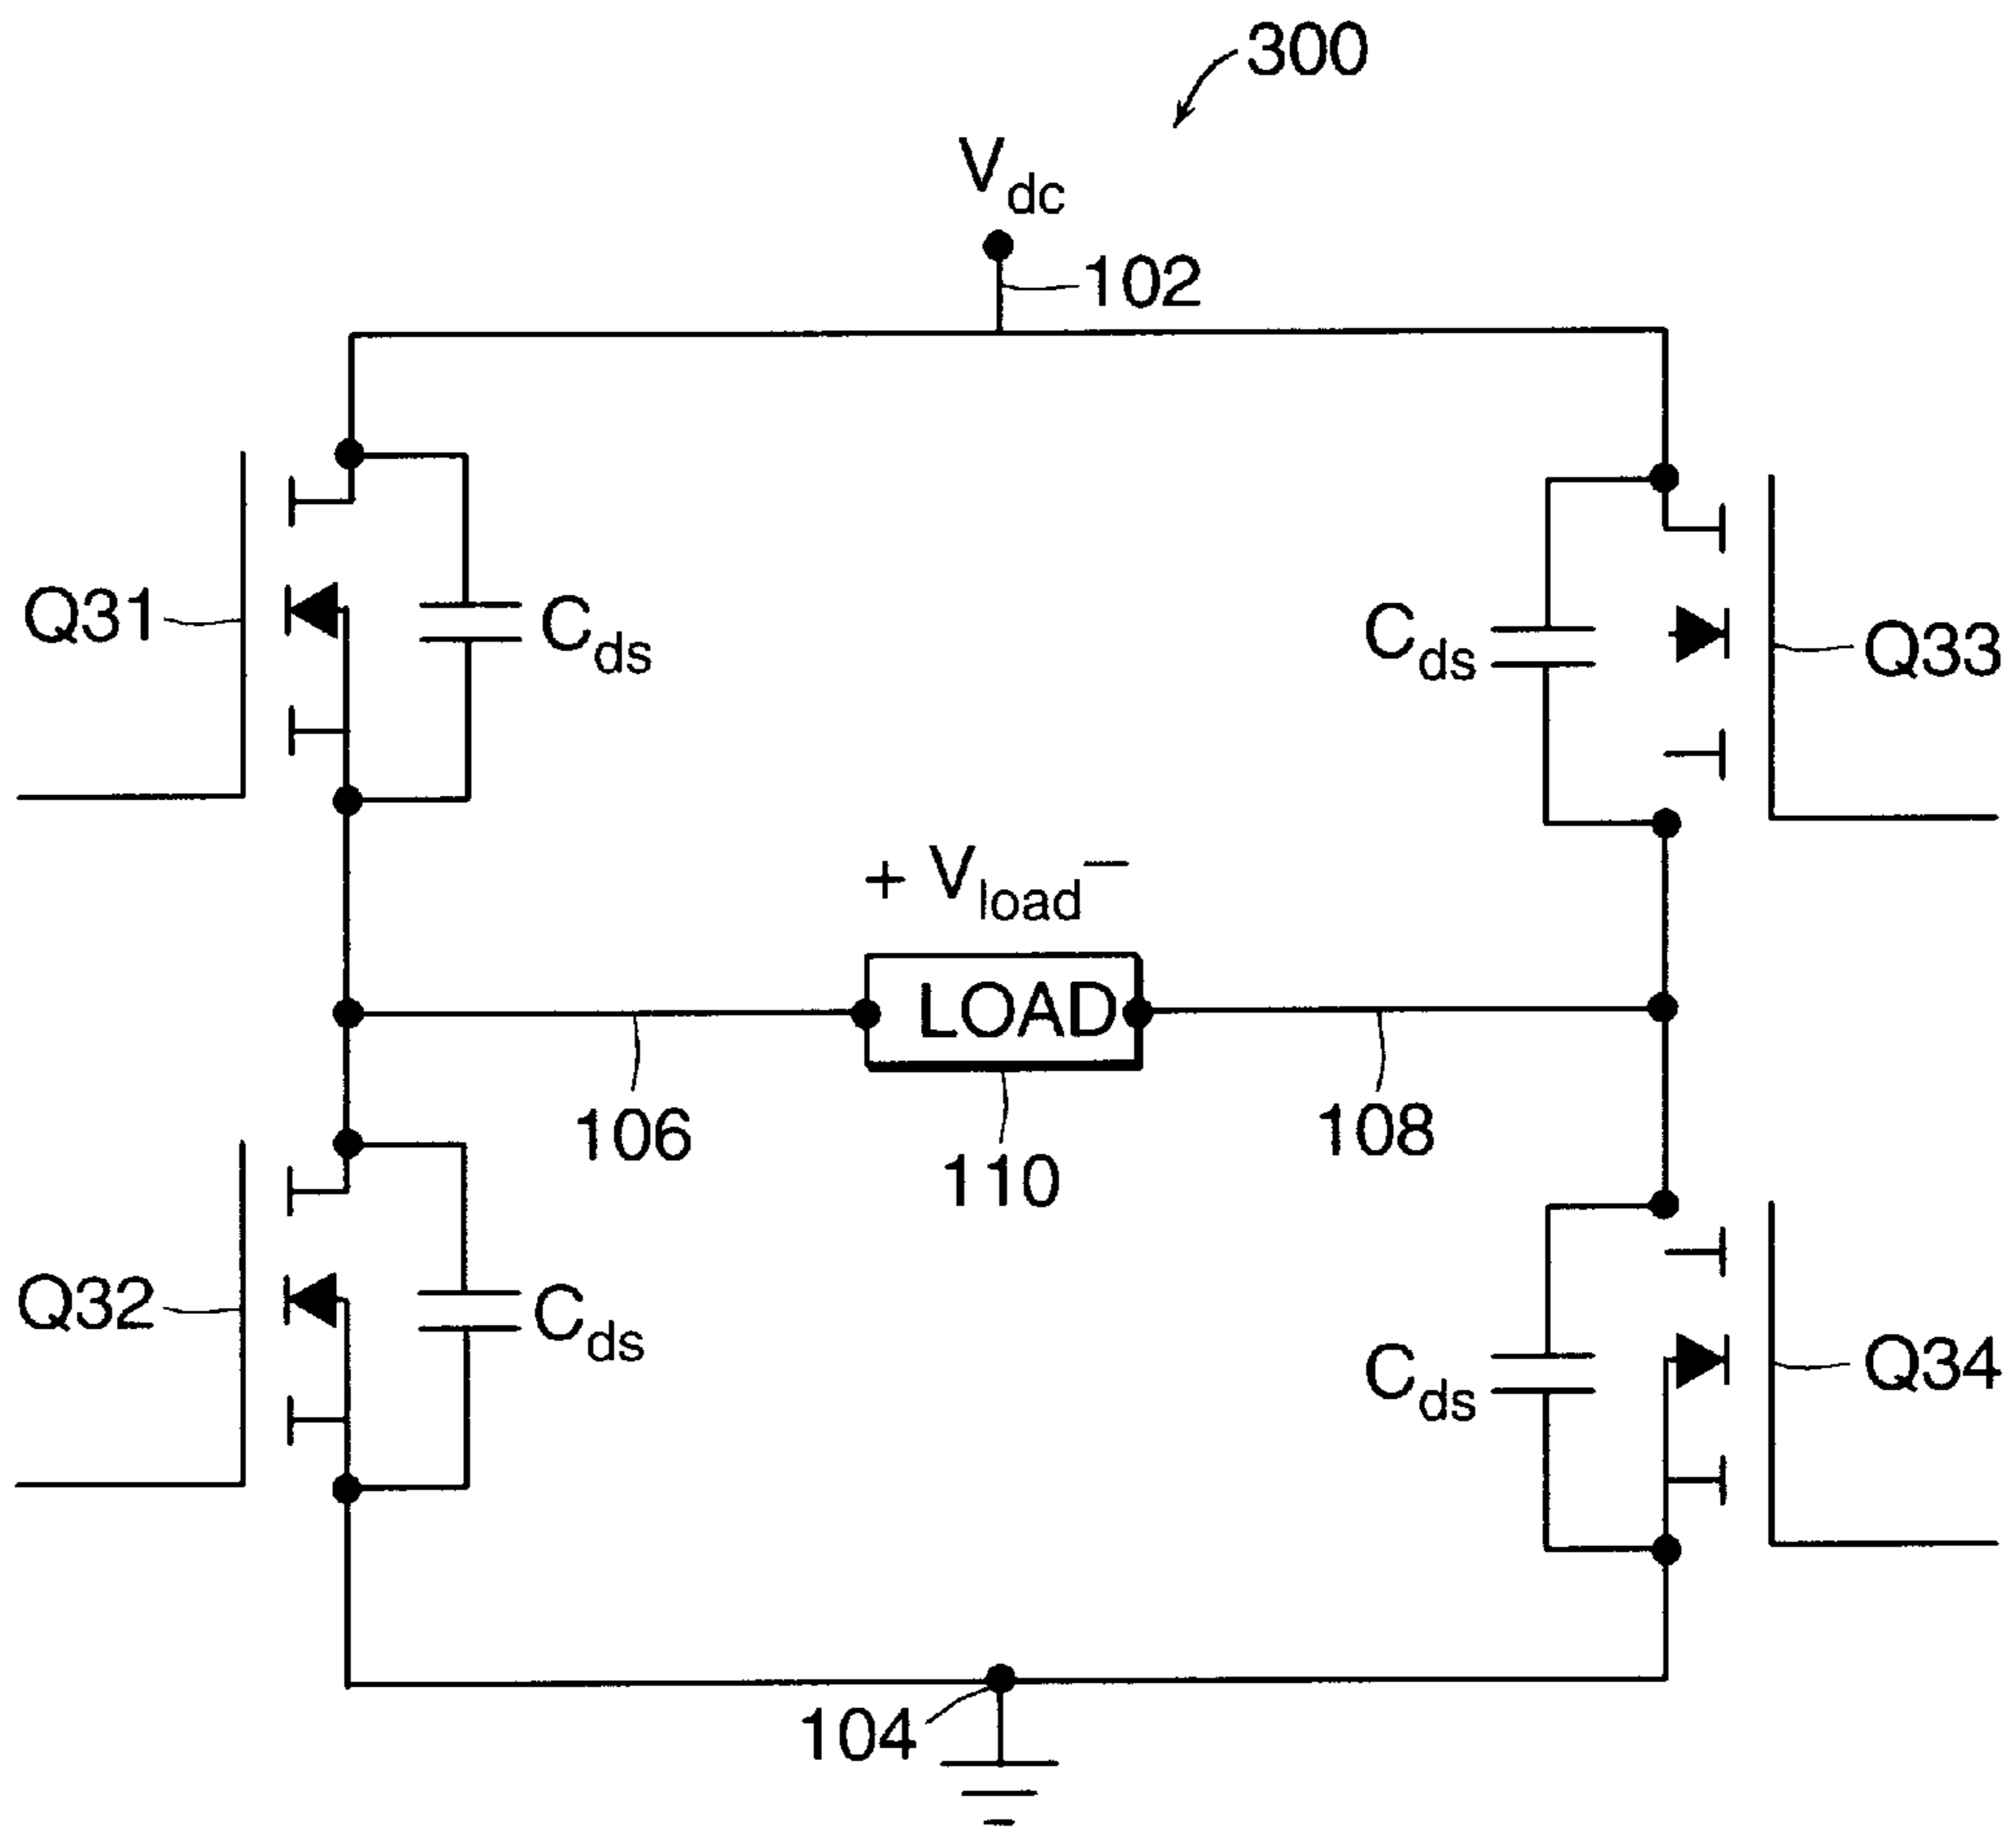 300
Vdc
102
Q31
Cds
Cds
Q33
+ Vload −
LOAD
106
108
110
Q32
Cds
Cds
Q34
104